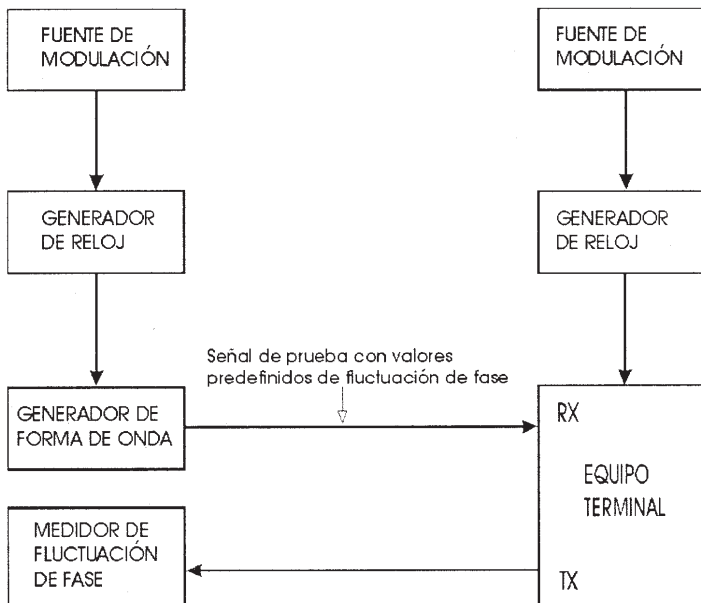 FUENTE DE
MODULACIÓN
FUENTE DE
MODULACIÓN
GENERADOR
DE RELOJ
GENERADOR
DE RELOJ
Señal de prueba con valores
predefinidos de fluctuación de fase
GENERADOR DE
FORMA DE ONDA
RX
EQUIPO
TERMINAL
MEDIDOR DE
FLUCTUACIÓN
DE FASE
TX